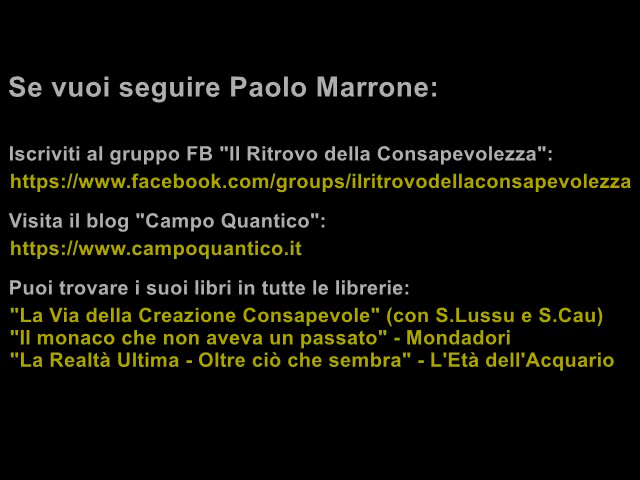 Se vuoi seguire Paolo Marrone:
Iscriviti al gruppo FB "Il Ritrovo della Consapevolezza":
https://www.facebook.com/groups/ilritrovodellaconsapevolezza
Visita il blog "Campo Quantico":
https://www.campoquantico.it
Puoi trovare i suoi libri in tutte le librerie:
"La Via della Creazione Consapevole" (con S.Lussu e S.Cau)
"Il monaco che non aveva un passato" - Mondadori
"La Realtà Ultima - Oltre ciò che sembra" - L'Età dell'Acquario